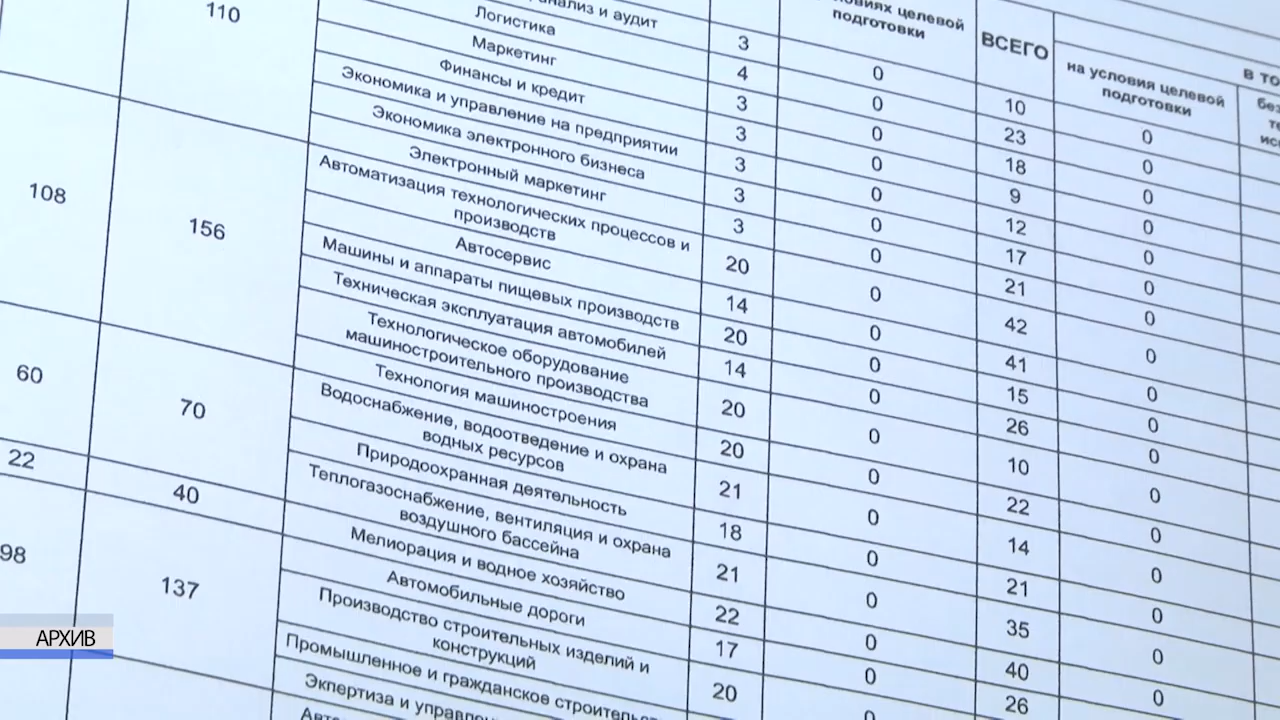 110
анализ и аудит
3
0
10
0
Логистика
4
0
23
0
Маркетинг
3
0
18
0
Финансы и кредит
3
0
9
0
Экономика и управление на предприятии
3
0
12
0
Экономика электронного бизнеса
3
0
17
0
Электронный маркетинг
3
0
21
0
целевой
подготовки
ВСЕГО
на условия целевой
подготовки
108
156
Автоматизация технологических процессов и
производств
20
0
42
0
Автосервис
14
0
41
0
Машины и аппараты пищевых производств
20
0
15
0
Техническая эксплуатация автомобилей
14
0
26
0
Технологическое оборудование
машиностроительного производства
20
0
10
0
Технология машиностроения
20
0
22
0
60
70
Водоснабжение, водоотведение и охрана
водных ресурсов
21
0
14
0
Природоохранная деятельность
18
0
21
0
Теплогазоснабжение, вентиляция и охрана
воздушного бассейна
21
0
35
0
22
40
Мелиорация и водное хозяйство
22
0
40
0
98
137
Автомобильные дороги
17
0
26
0
Производство строительных изделий и
конструкций
20
0
Промышленное и гражданское
Экпертиза и
АРХИВ